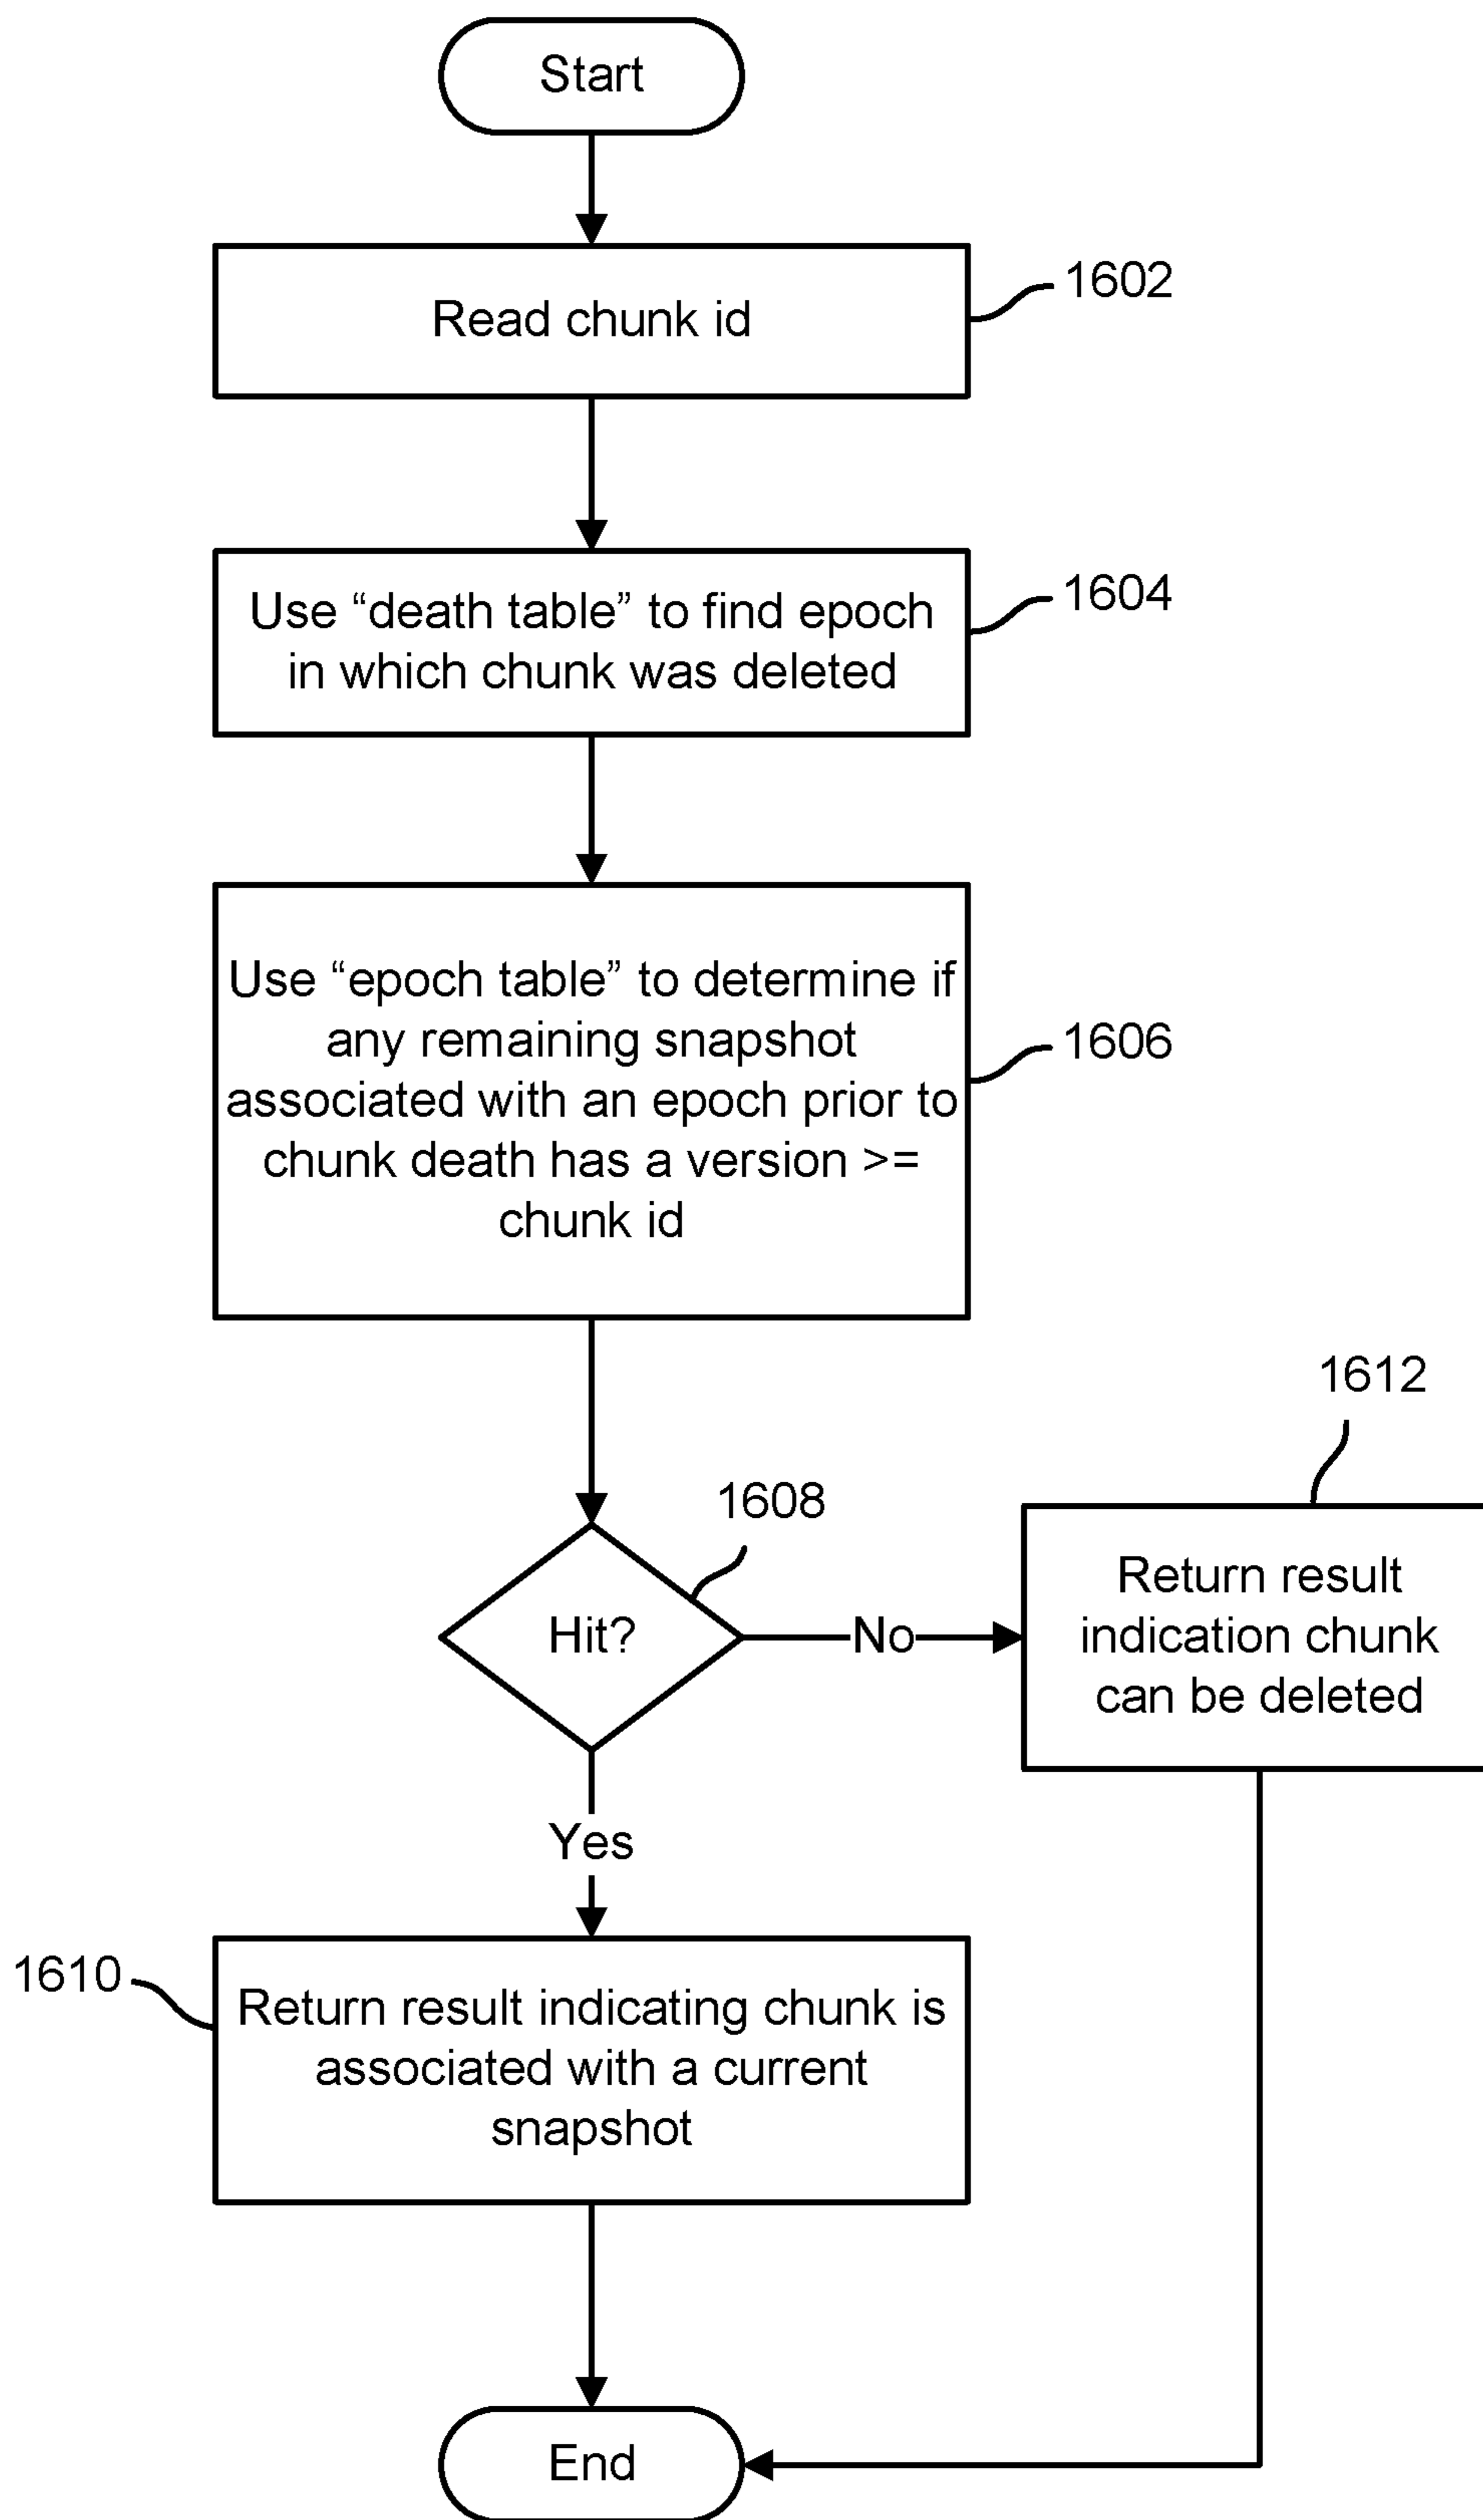 Start
Read chunk id
1602
Use “death table” to find epoch
in which chunk was deleted
1604
Use “epoch table” to determine if
any remaining snapshot
associated with an epoch prior to
chunk death has a version >=
chunk id
1606
1608
Hit?
No
1612
Return result
indication chunk
can be deleted
Yes
1610
Return result indicating chunk is
associated with a current
snapshot
End